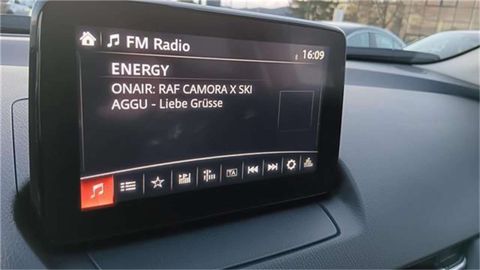 FM Radio
16:09
ENERGY
ONAIR: RAF CAMORA X SKI
AGGU - Liebe Grüsse
TA